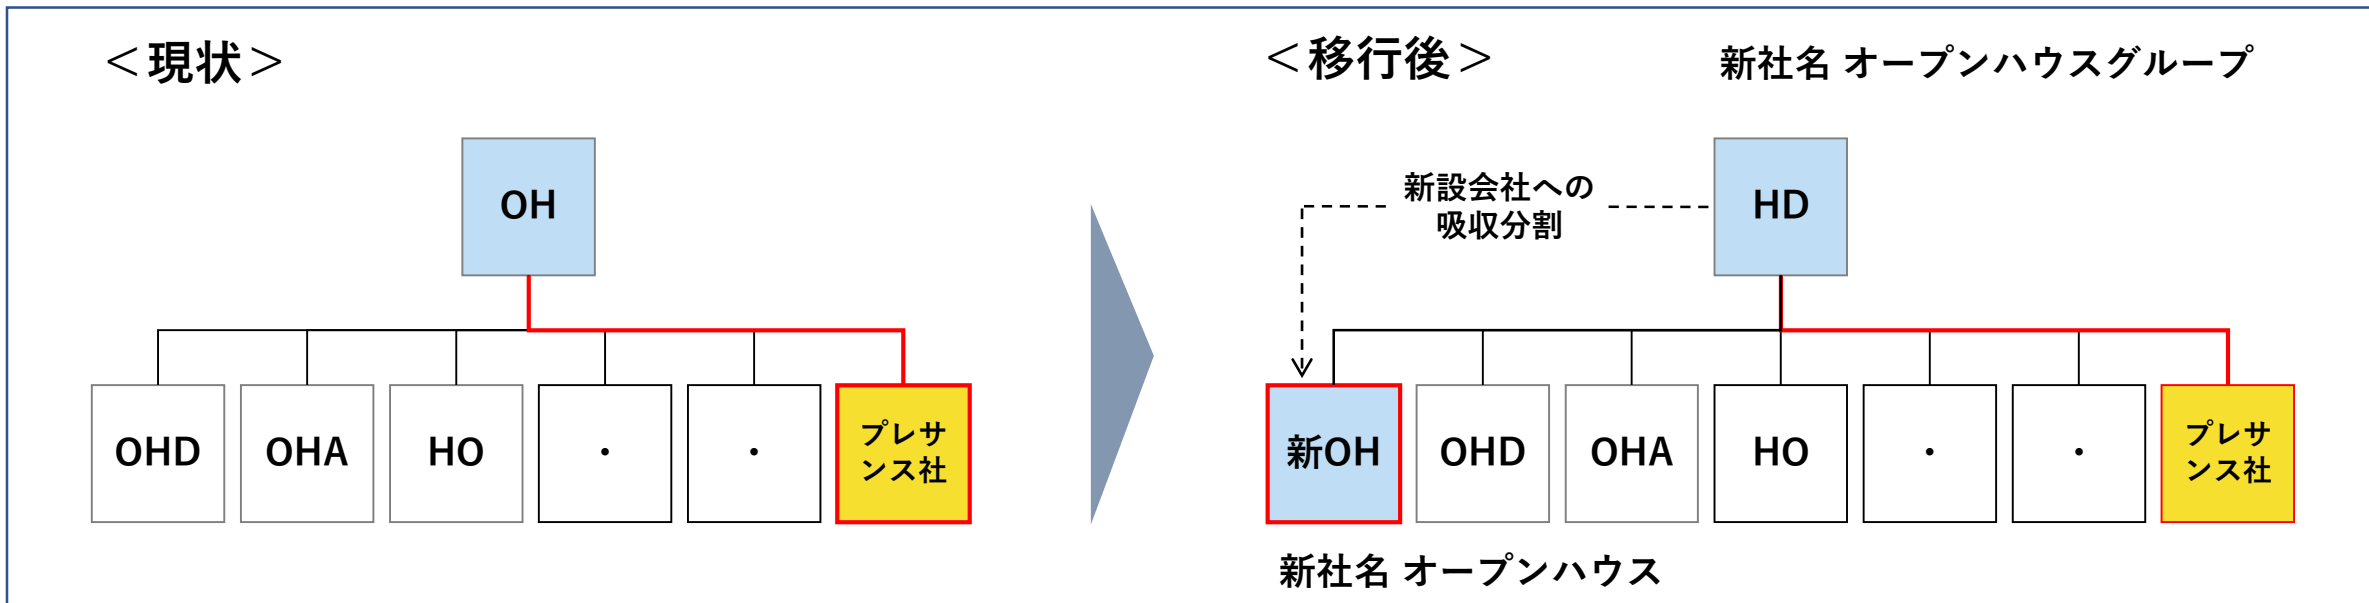 ＜現状＞
OH
OHD
OHA
HO
・
・
プレサ
ンス社
＜移行後＞
新社名 オープンハウスグループ
新設会社への
吸収分割
HD
新OH
OHD
OHA
HO
・
・
プレサ
ンス社
新社名 オープンハウス